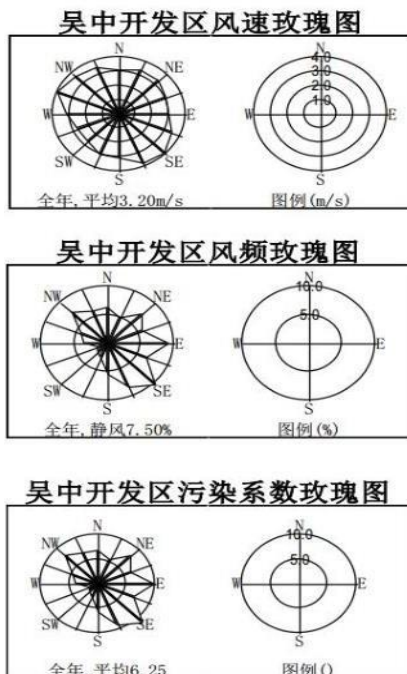 吴中开发区风速玫瑰图
N
NW NE
W E
SW SE
S
全年,平均3.20m/s
N
4.0
3.0
2.0
1.0
W E
S
图例(m/s)
吴中开发区风频玫瑰图
N
NW NE
W E
SW SE
S
全年,静风7.50%
N
10.0
5.0
W E
S
图例(%)
吴中开发区污染系数玫瑰图
N
NW NE
W E
SW SE
S
全年,平均6.25
N
10.0
5.0
W E
S
图例()